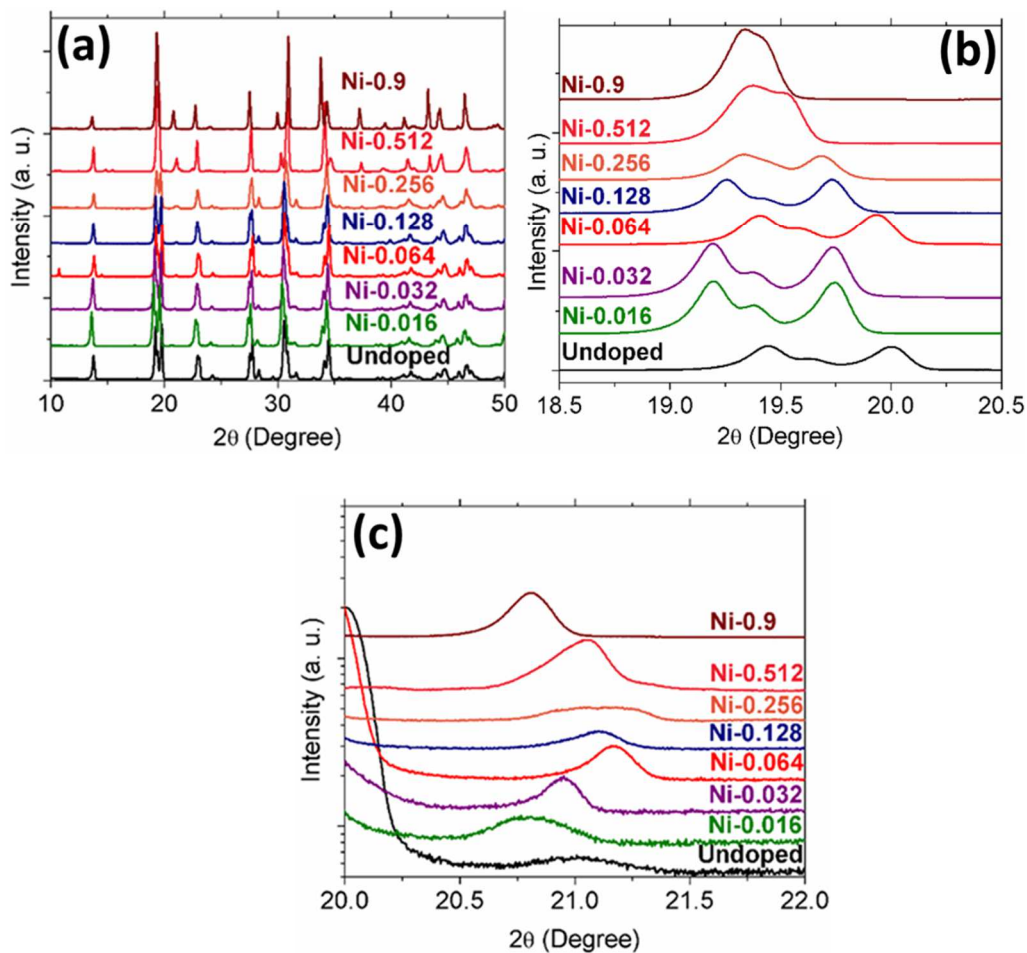 (a)
Ni-0.9
Ni-0.512
Ni-0.256
Ni-0.128
Ni-0.064
Ni-0.032
Ni-0.016
Undoped
Intensity (a. u.)
10 20 30 40 50
2θ (Degree)
(b)
Ni-0.9
Ni-0.512
Ni-0.256
Ni-0.128
Ni-0.064
Ni-0.032
Ni-0.016
Undoped
Intensity (a. u.)
18.5 19.0 19.5 20.0 20.5
2θ (Degree)
(c)
Ni-0.9
Ni-0.512
Ni-0.256
Ni-0.128
Ni-0.064
Ni-0.032
Ni-0.016
Undoped
Intensity (a. u.)
20.0 20.5 21.0 21.5 22.0
2θ (Degree)